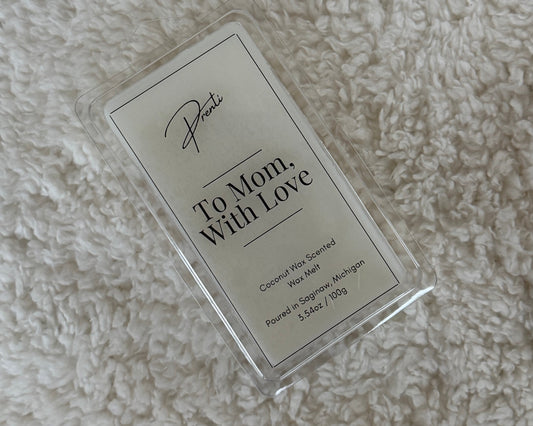 Prenti
To Mom,
With Love
Coconut Wax Scented
Wax Melt
Poured in Saginaw, Michigan
3.54oz / 100g